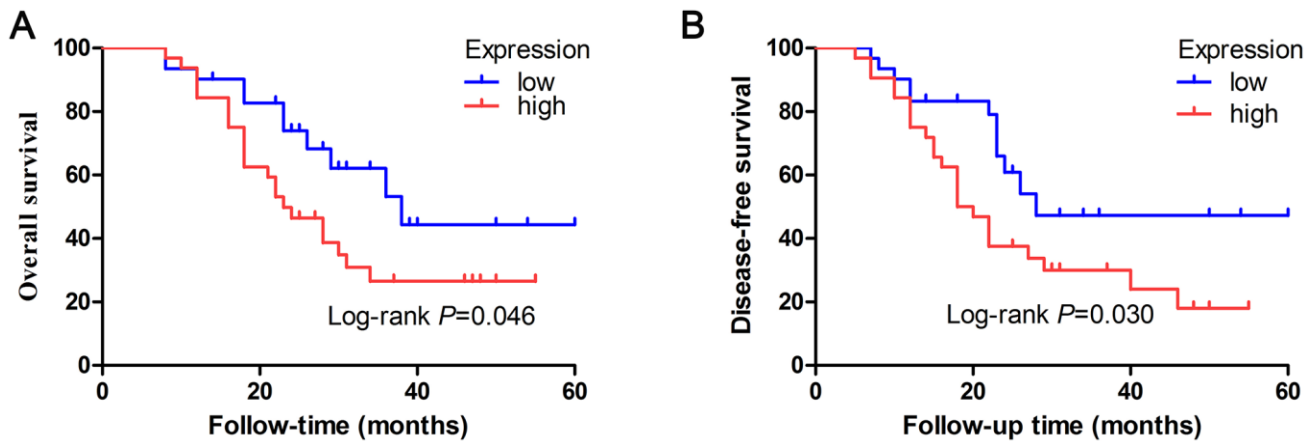 A
Overall survival
100
80
60
40
20
0
0 20 40 60
Follow-time (months)
Expression
low
high
Log-rank P=0.046
B
Disease-free survival
100
80
60
40
20
0
0 20 40 60
Follow-up time (months)
Expression
low
high
Log-rank P=0.030